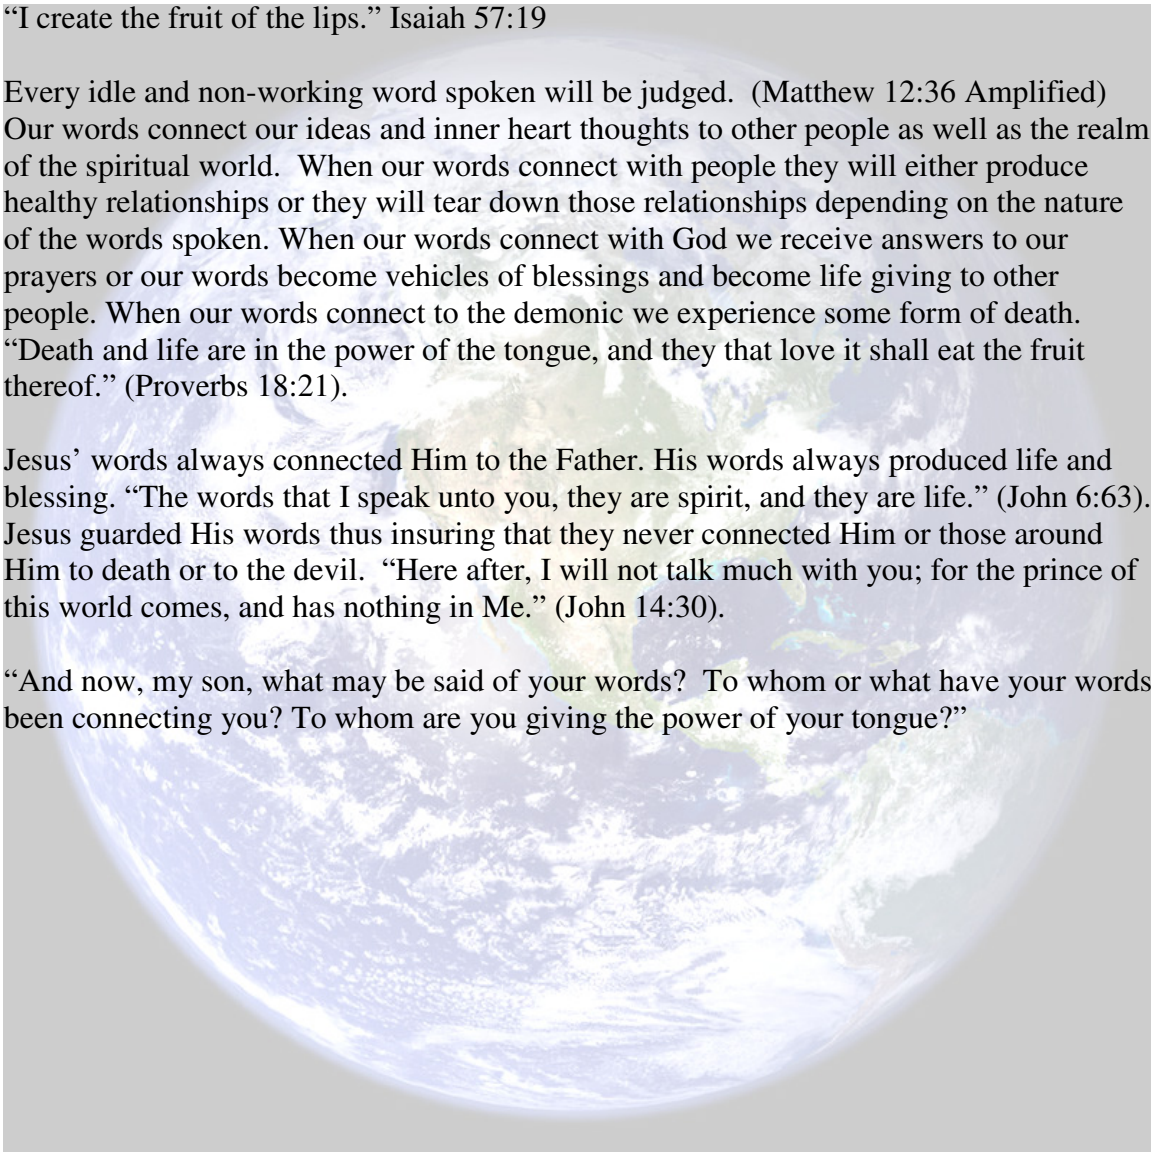 “I create the fruit of the lips.” Isaiah 57:19
Every idle and non-working word spoken will be judged.  (Matthew 12:36 Amplified)
Our words connect our ideas and inner heart thoughts to other people as well as the realm
of the spiritual world.  When our words connect with people they will either produce
healthy relationships or they will tear down those relationships depending on the nature
of the words spoken. When our words connect with God we receive answers to our
prayers or our words become vehicles of blessings and become life giving to other
people. When our words connect to the demonic we experience some form of death.
“Death and life are in the power of the tongue, and they that love it shall eat the fruit
thereof.” (Proverbs 18:21).
Jesus’ words always connected Him to the Father. His words always produced life and
blessing. “The words that I speak unto you, they are spirit, and they are life.” (John 6:63).
Jesus guarded His words thus insuring that they never connected Him or those around
Him to death or to the devil.  “Here after, I will not talk much with you; for the prince of
this world comes, and has nothing in Me.” (John 14:30).
“And now, my son, what may be said of your words?  To whom or what have your words
been connecting you? To whom are you giving the power of your tongue?”